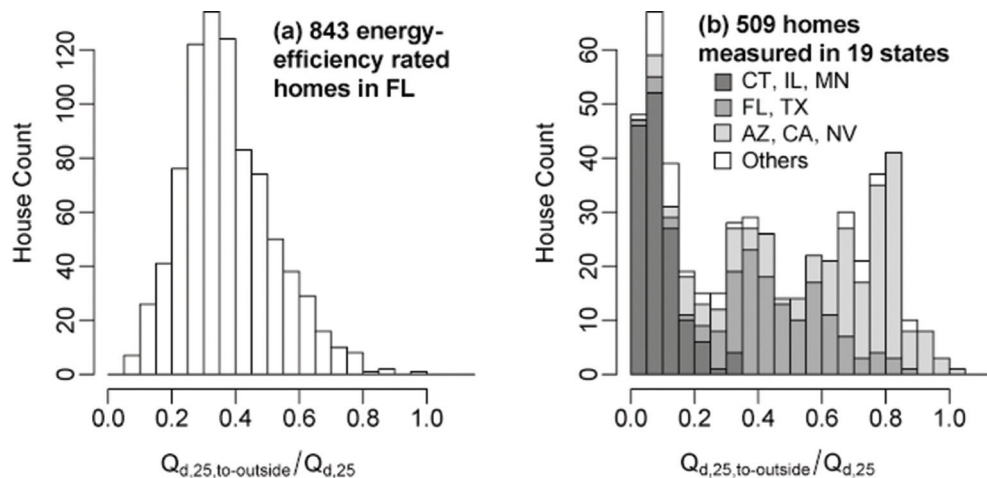 (a) 843 energy-
efficiency rated
homes in FL
House Count
0
20
40
60
80
100
120
0.0 0.2 0.4 0.6 0.8 1.0
Qd,25,to-outside/Qd,25
(b) 509 homes
measured in 19 states
CT, IL, MN
FL, TX
AZ, CA, NV
Others
House Count
0
10
20
30
40
50
60
0.0 0.2 0.4 0.6 0.8 1.0
Qd,25,to-outside/Qd,25